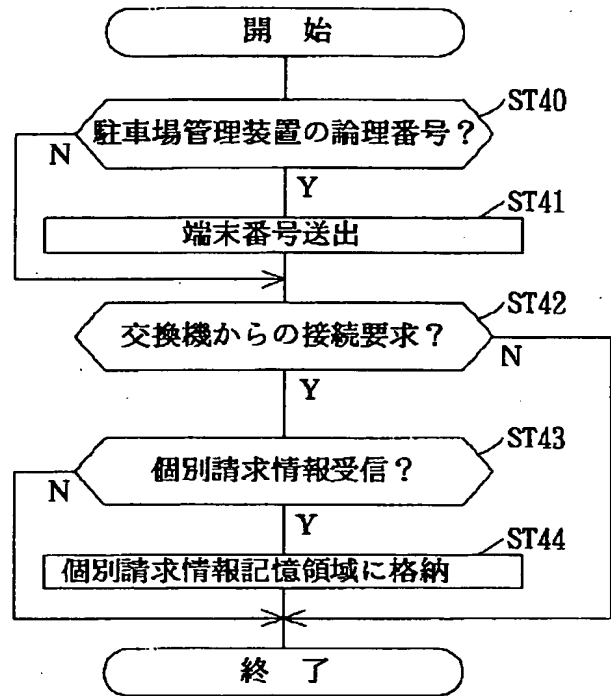 開 始
ST40
駐車場管理装置の論理番号？
N
Y
ST41
端末番号送出
ST42
交換機からの接続要求？
N
Y
ST43
個別請求情報受信？
N
Y
ST44
個別請求情報記憶領域に格納
終 了